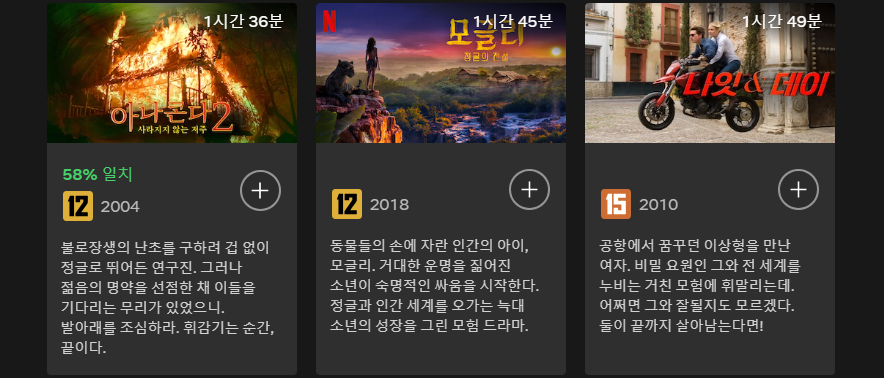 1시간 36분
아나콘다2
사라지지 않는 저주
58% 일치
12 2004
불로장생의 난초를 구하려 겁 없이
정글로 뛰어든 연구진. 그러나
젊음의 명약을 선점한 채 이들을
기다리는 무리가 있었으니.
발아래를 조심하라. 휘감기는 순간,
끝이다.
N
1시간 45분
모글리
정글의 전설
12 2018
동물들의 손에 자란 인간의 아이,
모글리. 거대한 운명을 짊어진
소년이 숙명적인 싸움을 시작한다.
정글과 인간 세계를 오가는 늑대
소년의 성장을 그린 모험 드라마.
1시간 49분
나잇 & 데이
15 2010
공항에서 꿈꾸던 이상형을 만난
여자. 비밀 요원인 그와 전 세계를
누비는 거친 모험에 휘말리는데.
어쩌면 그와 잘될지도 모르겠다.
둘이 끝까지 살아남는다면!